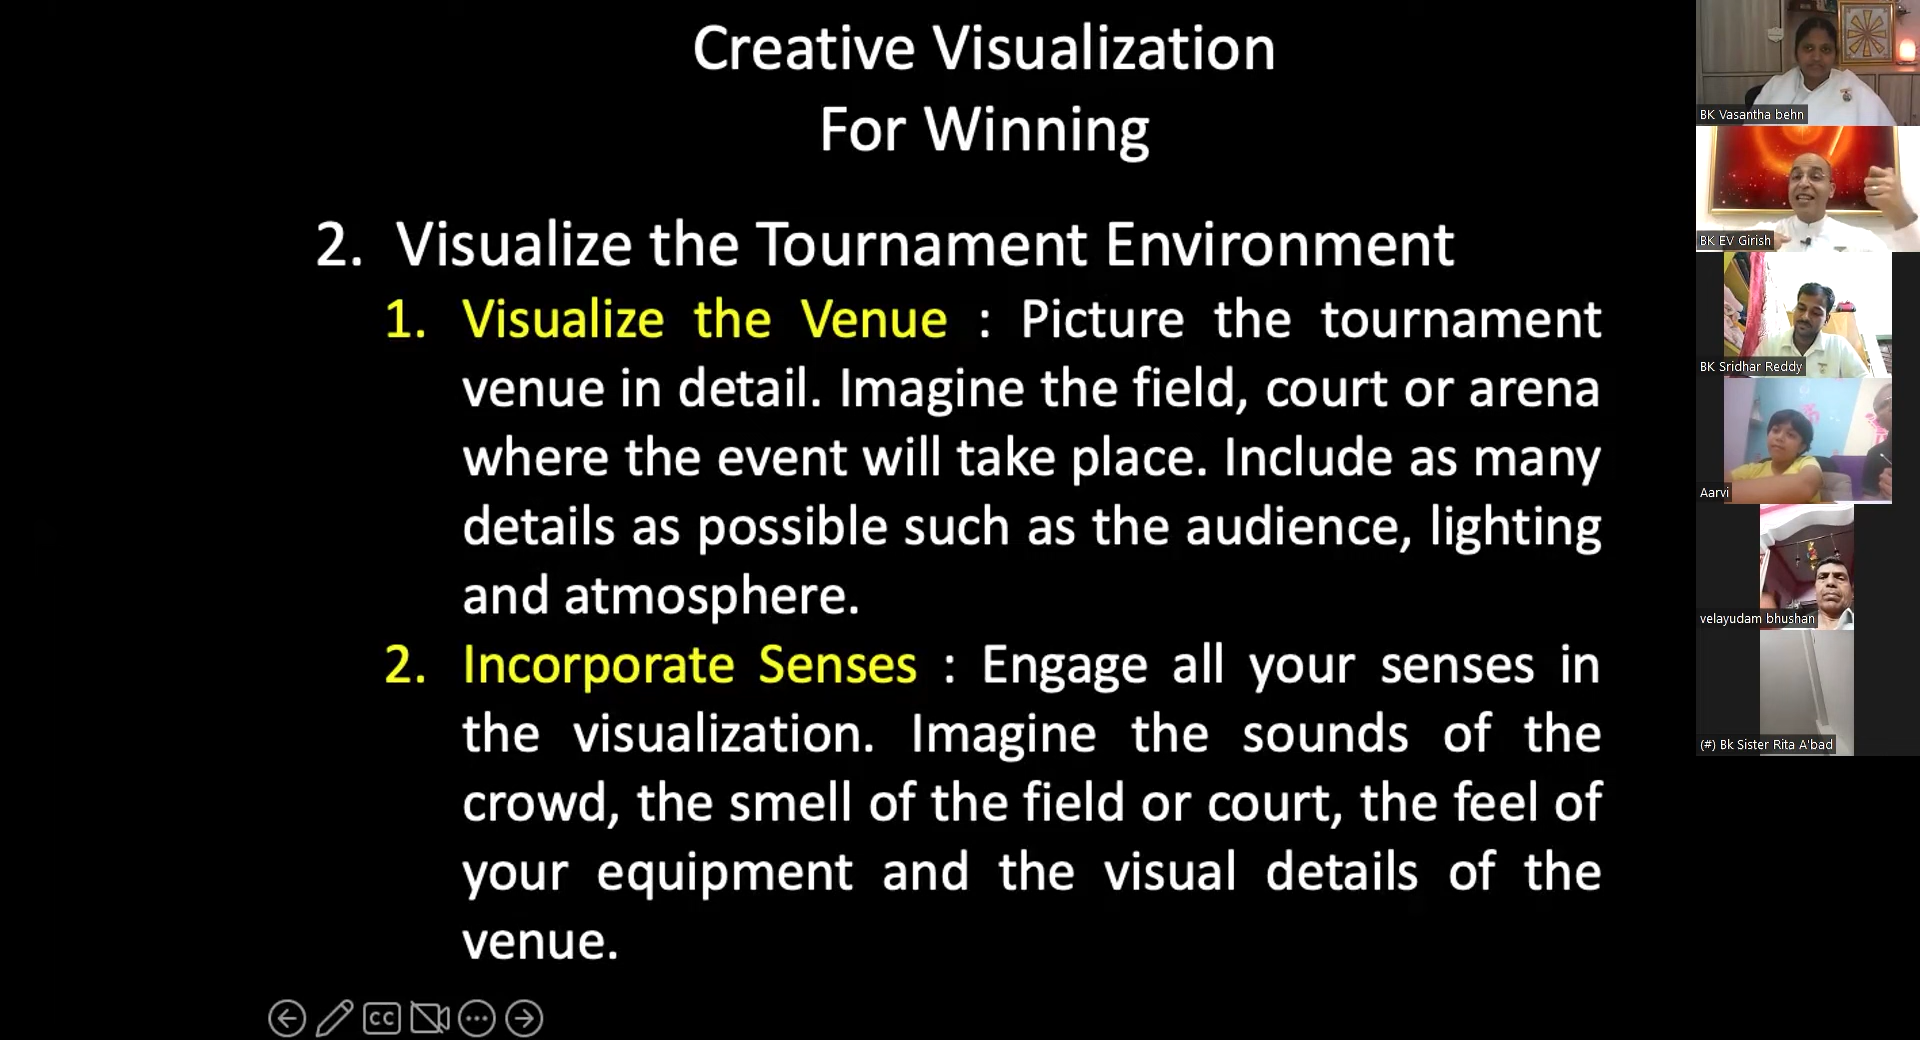 Creative Visualization
For Winning
2. Visualize the Tournament Environment
1. Visualize the Venue : Picture the tournament
venue in detail. Imagine the field, court or arena
where the event will take place. Include as many
details as possible such as the audience, lighting
and atmosphere.
2. Incorporate Senses : Engage all your senses in
the visualization. Imagine the sounds of the
crowd, the smell of the field or court, the feel of
your equipment and the visual details of the
venue.
CC
BK Vasantha behn
BK EV Girish
BK Sridhar Reddy
Aarvi
velayudam bhushan
(#) Bk Sister Rita A'bad